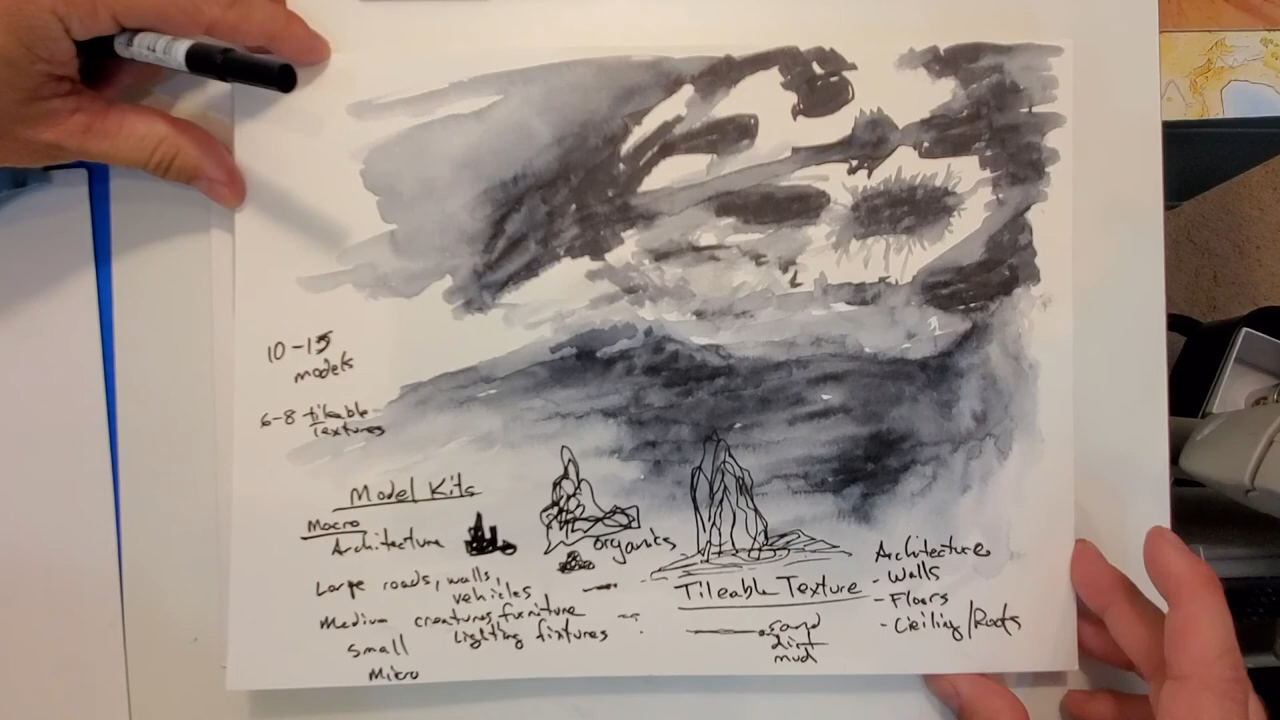 10-15
models
6-8 tileable
Textures
Model Kits
Macro
Architecture
organics
Large roads, walls,
vehicles
Medium creatures, furniture
Lighting fixtures
small
Micro
Tileable Texture
sand
dirt
mud
Architecture
- Walls
- Floors
- Ceiling/Roofs